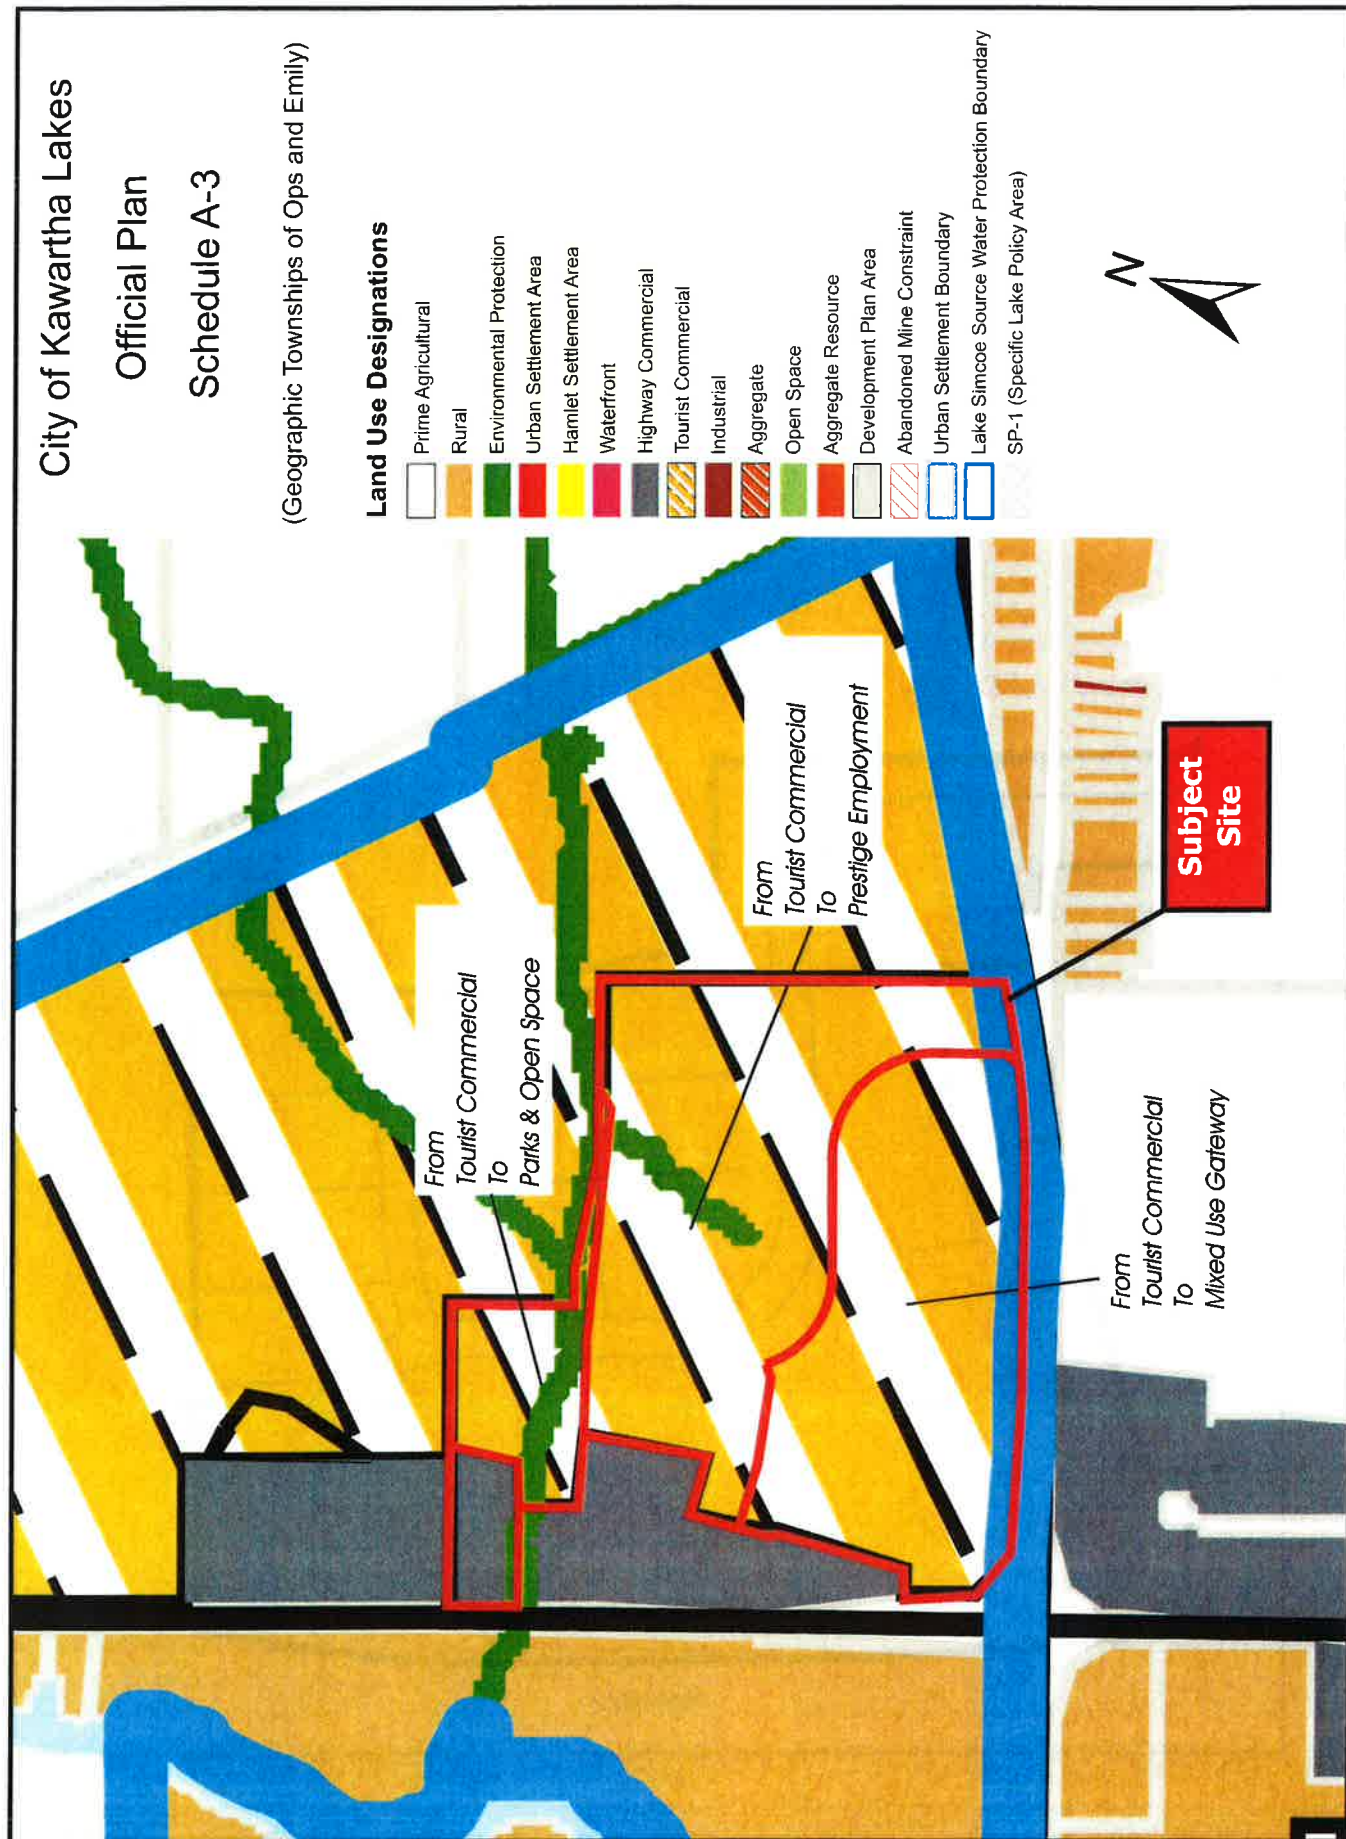 City of Kawartha Lakes
Official Plan
Schedule A-3
(Geographic Townships of Ops and Emily)
Land Use Designations
Prime Agricultural
Rural
Environmental Protection
Urban Settlement Area
Hamlet Settlement Area
Waterfront
Highway Commercial
Tourist Commercial
Industrial
Aggregate
Open Space
Aggregate Resource
Development Plan Area
Abandoned Mine Constraint
Urban Settlement Boundary
Lake Simcoe Source Water Protection Boundary
SP-1 (Specific Lake Policy Area)
N
From
Tourist Commercial
To
Parks & Open Space
From
Tourist Commercial
To
Prestige Employment
From
Tourist Commercial
To
Mixed Use Gateway
Subject
Site